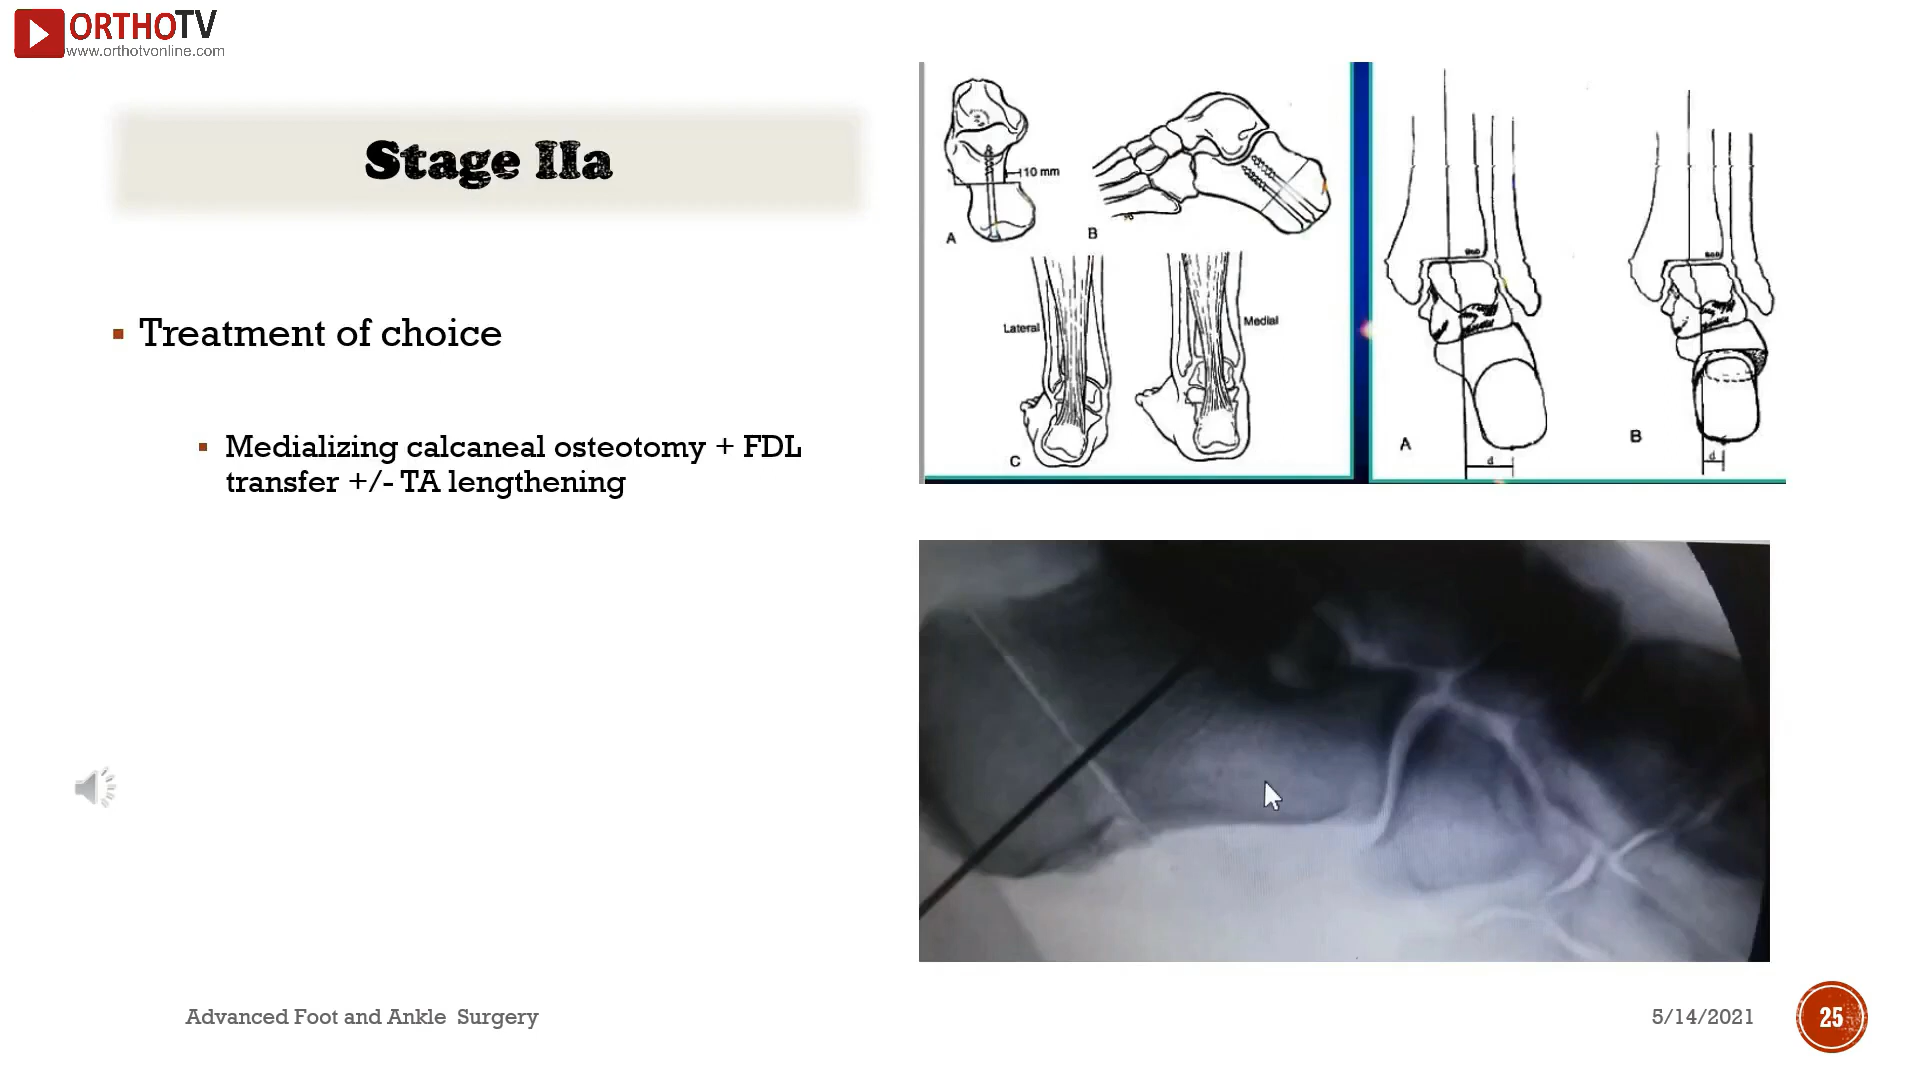 ORTHOTV
www.orthotvonline.com
Stage IIa
Treatment of choice
Medializing calcaneal osteotomy + FDL
transfer +/- TA lengthening
10 mm
A
B
Lateral
Medial
C
A
d
B
d
Advanced Foot and Ankle Surgery
5/14/2021
25